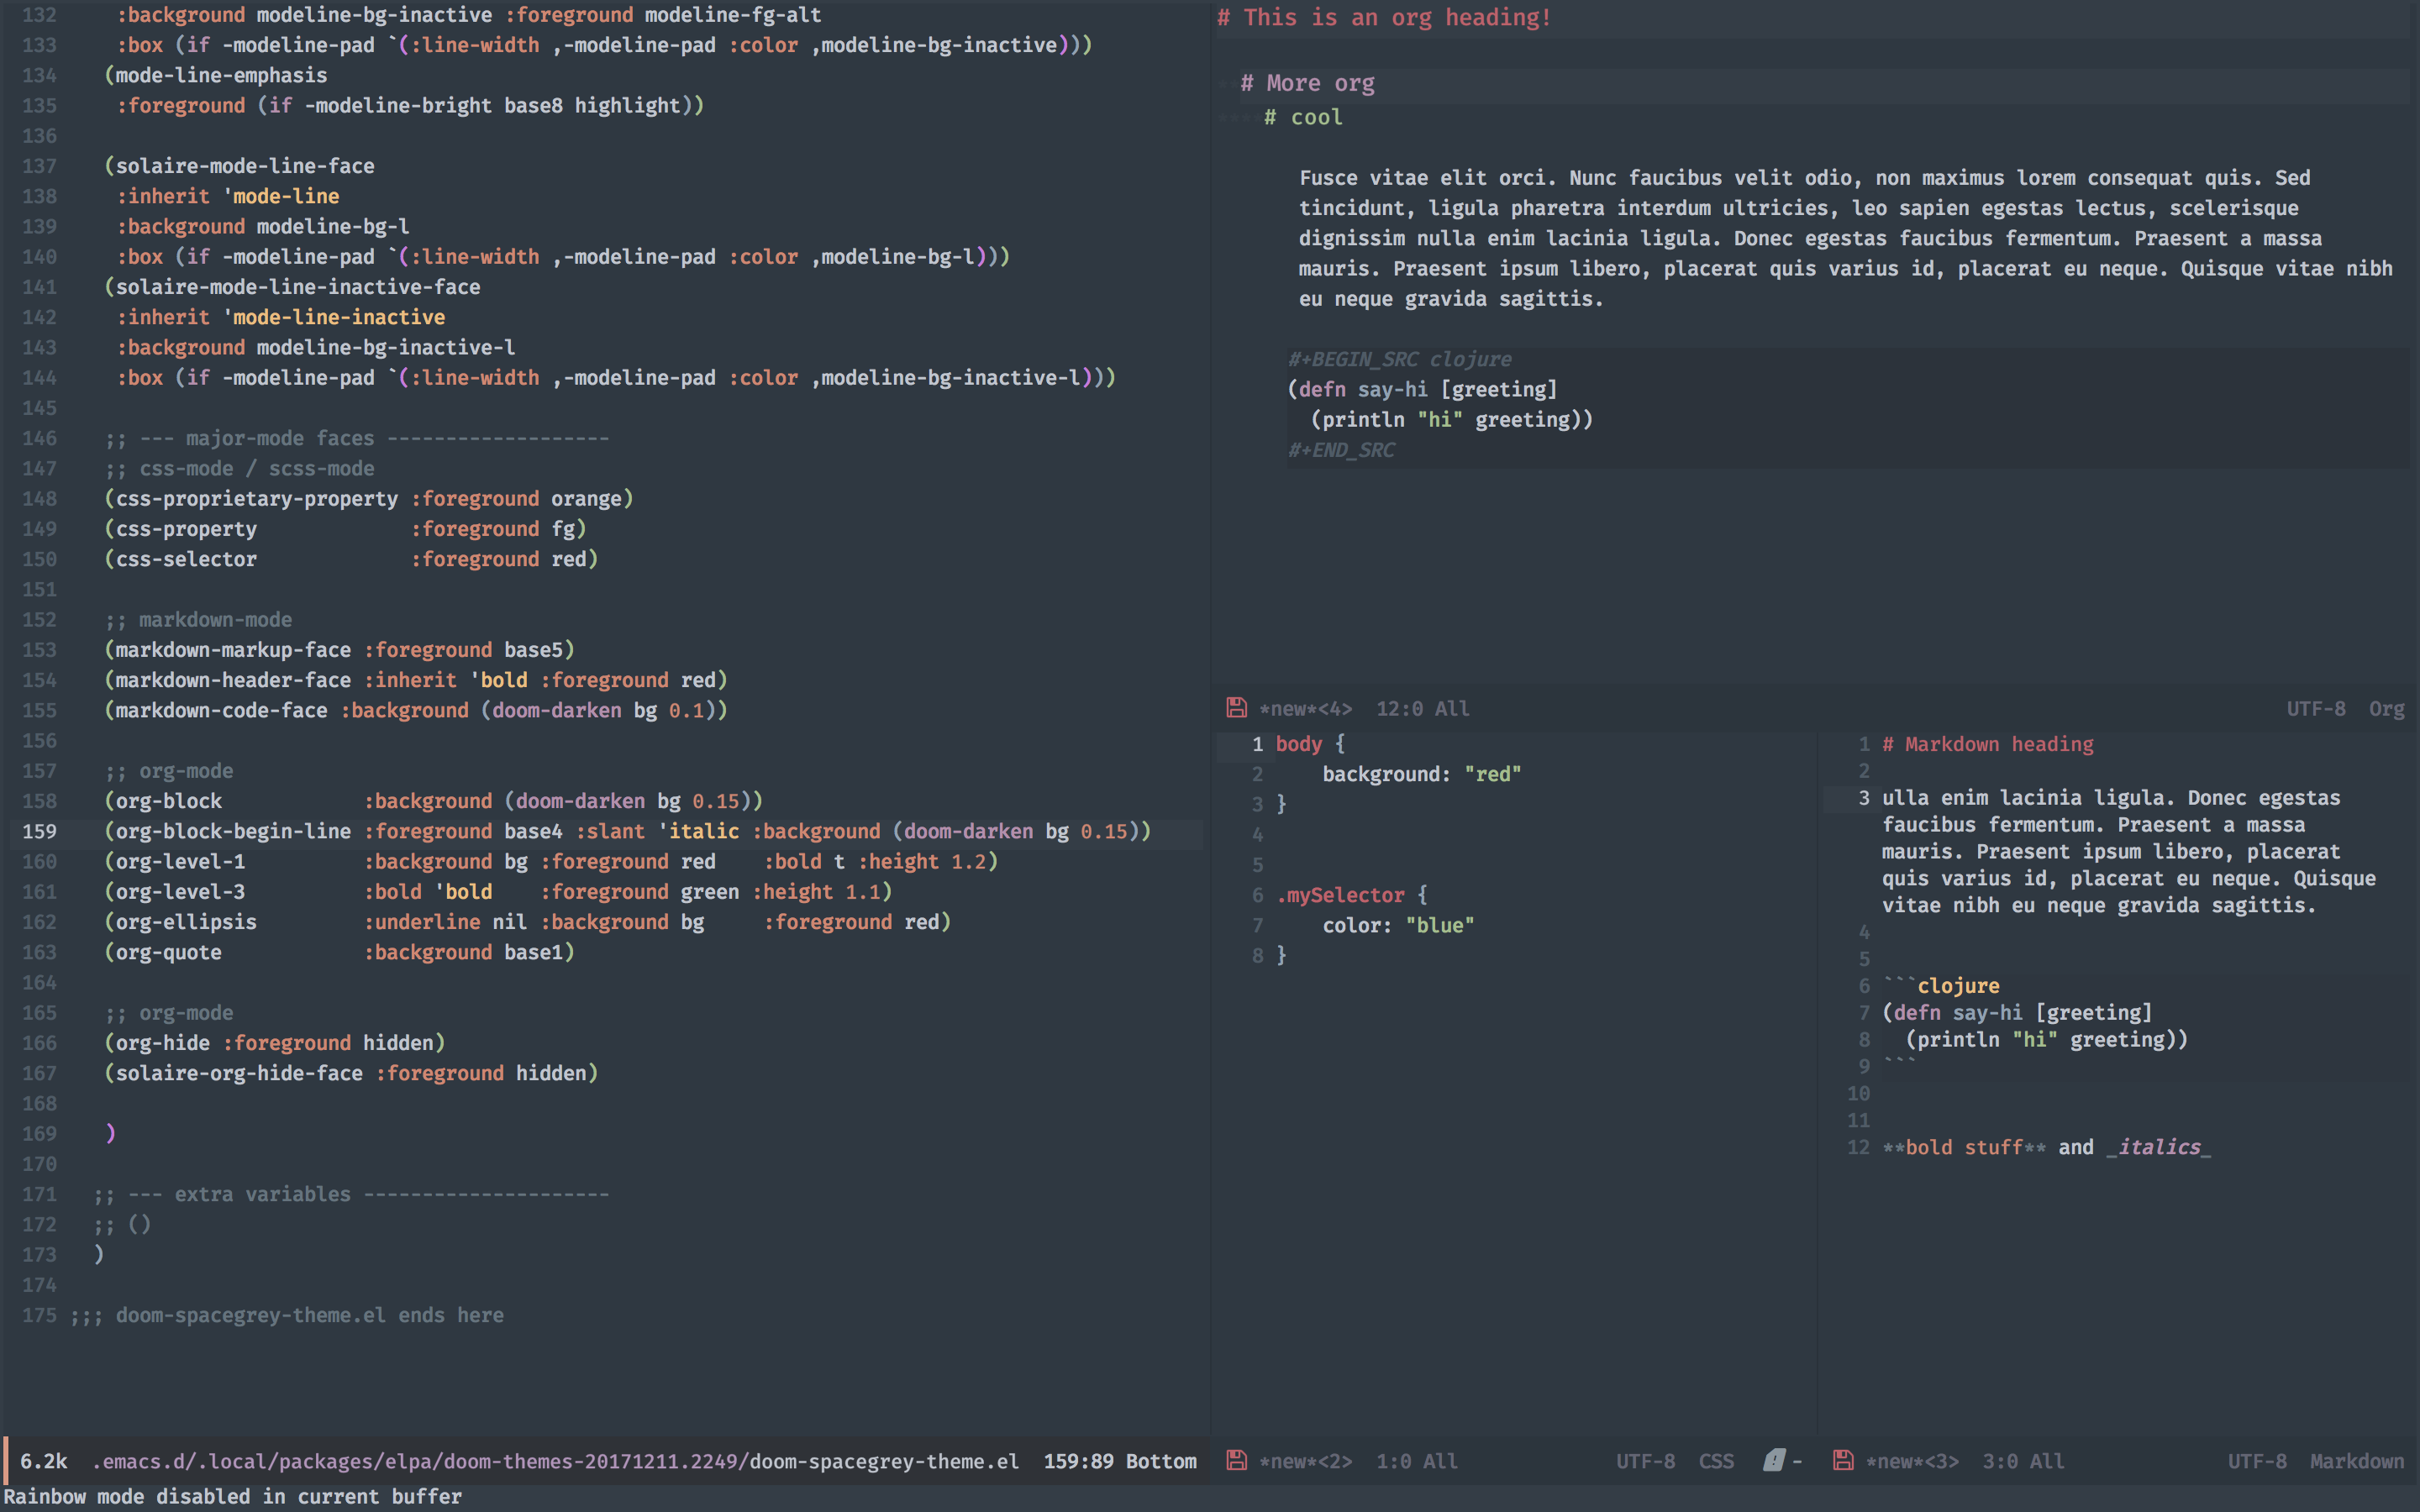 132 :background modeline-bg-inactive :foreground modeline-fg-alt
133 :box (if -modeline-pad `(:line-width ,-modeline-pad :color ,modeline-bg-inactive)))
134 (mode-line-emphasis
135 :foreground (if -modeline-bright base8 highlight))
136
137 (solaire-mode-line-face
138 :inherit 'mode-line
139 :background modeline-bg-l
140 :box (if -modeline-pad `(:line-width ,-modeline-pad :color ,modeline-bg-l)))
141 (solaire-mode-line-inactive-face
142 :inherit 'mode-line-inactive
143 :background modeline-bg-inactive-l
144 :box (if -modeline-pad `(:line-width ,-modeline-pad :color ,modeline-bg-inactive-l)))
145
146 ;; --- major-mode faces -------------------
147 ;; css-mode / scss-mode
148 (css-proprietary-property :foreground orange)
149 (css-property :foreground fg)
150 (css-selector :foreground red)
151
152 ;; markdown-mode
153 (markdown-markup-face :foreground base5)
154 (markdown-header-face :inherit 'bold :foreground red)
155 (markdown-code-face :background (doom-darken bg 0.1))
156
157 ;; org-mode
158 (org-block :background (doom-darken bg 0.15))
159 (org-block-begin-line :foreground base4 :slant 'italic :background (doom-darken bg 0.15))
160 (org-level-1 :background bg :foreground red :bold t :height 1.2)
161 (org-level-3 :bold 'bold :foreground green :height 1.1)
162 (org-ellipsis :underline nil :background bg :foreground red)
163 (org-quote :background base1)
164
165 ;; org-mode
166 (org-hide :foreground hidden)
167 (solaire-org-hide-face :foreground hidden)
168
169 )
170
171 ;; --- extra variables ---------------------
172 ;; ()
173 )
174
175 ;;; doom-spacegrey-theme.el ends here
6.2k .emacs.d/.local/packages/elpa/doom-themes-20171211.2249/doom-spacegrey-theme.el 159:89 Bottom
Rainbow mode disabled in current buffer
# This is an org heading!
**# More org
****# cool
Fusce vitae elit orci. Nunc faucibus velit odio, non maximus lorem consequat quis. Sed
tincidunt, ligula pharetra interdum ultricies, leo sapien egestas lectus, scelerisque
dignissim nulla enim lacinia ligula. Donec egestas faucibus fermentum. Praesent a massa
mauris. Praesent ipsum libero, placerat quis varius id, placerat eu neque. Quisque vitae nibh
eu neque gravida sagittis.
#+BEGIN_SRC clojure
(defn say-hi [greeting]
(println "hi" greeting))
#+END_SRC
*new*<4> 12:0 All UTF-8 Org
1 body {
2 background: "red"
3 }
4
5
6 .mySelector {
7 color: "blue"
8 }
*new*<2> 1:0 All UTF-8 CSS ! -
1 # Markdown heading
2
3 ulla enim lacinia ligula. Donec egestas
faucibus fermentum. Praesent a massa
mauris. Praesent ipsum libero, placerat
quis varius id, placerat eu neque. Quisque
vitae nibh eu neque gravida sagittis.
4
5
6 ```clojure
7 (defn say-hi [greeting]
8 (println "hi" greeting))
9 ```
10
11
12 **bold stuff** and _italics_
*new*<3> 3:0 All UTF-8 Markdown